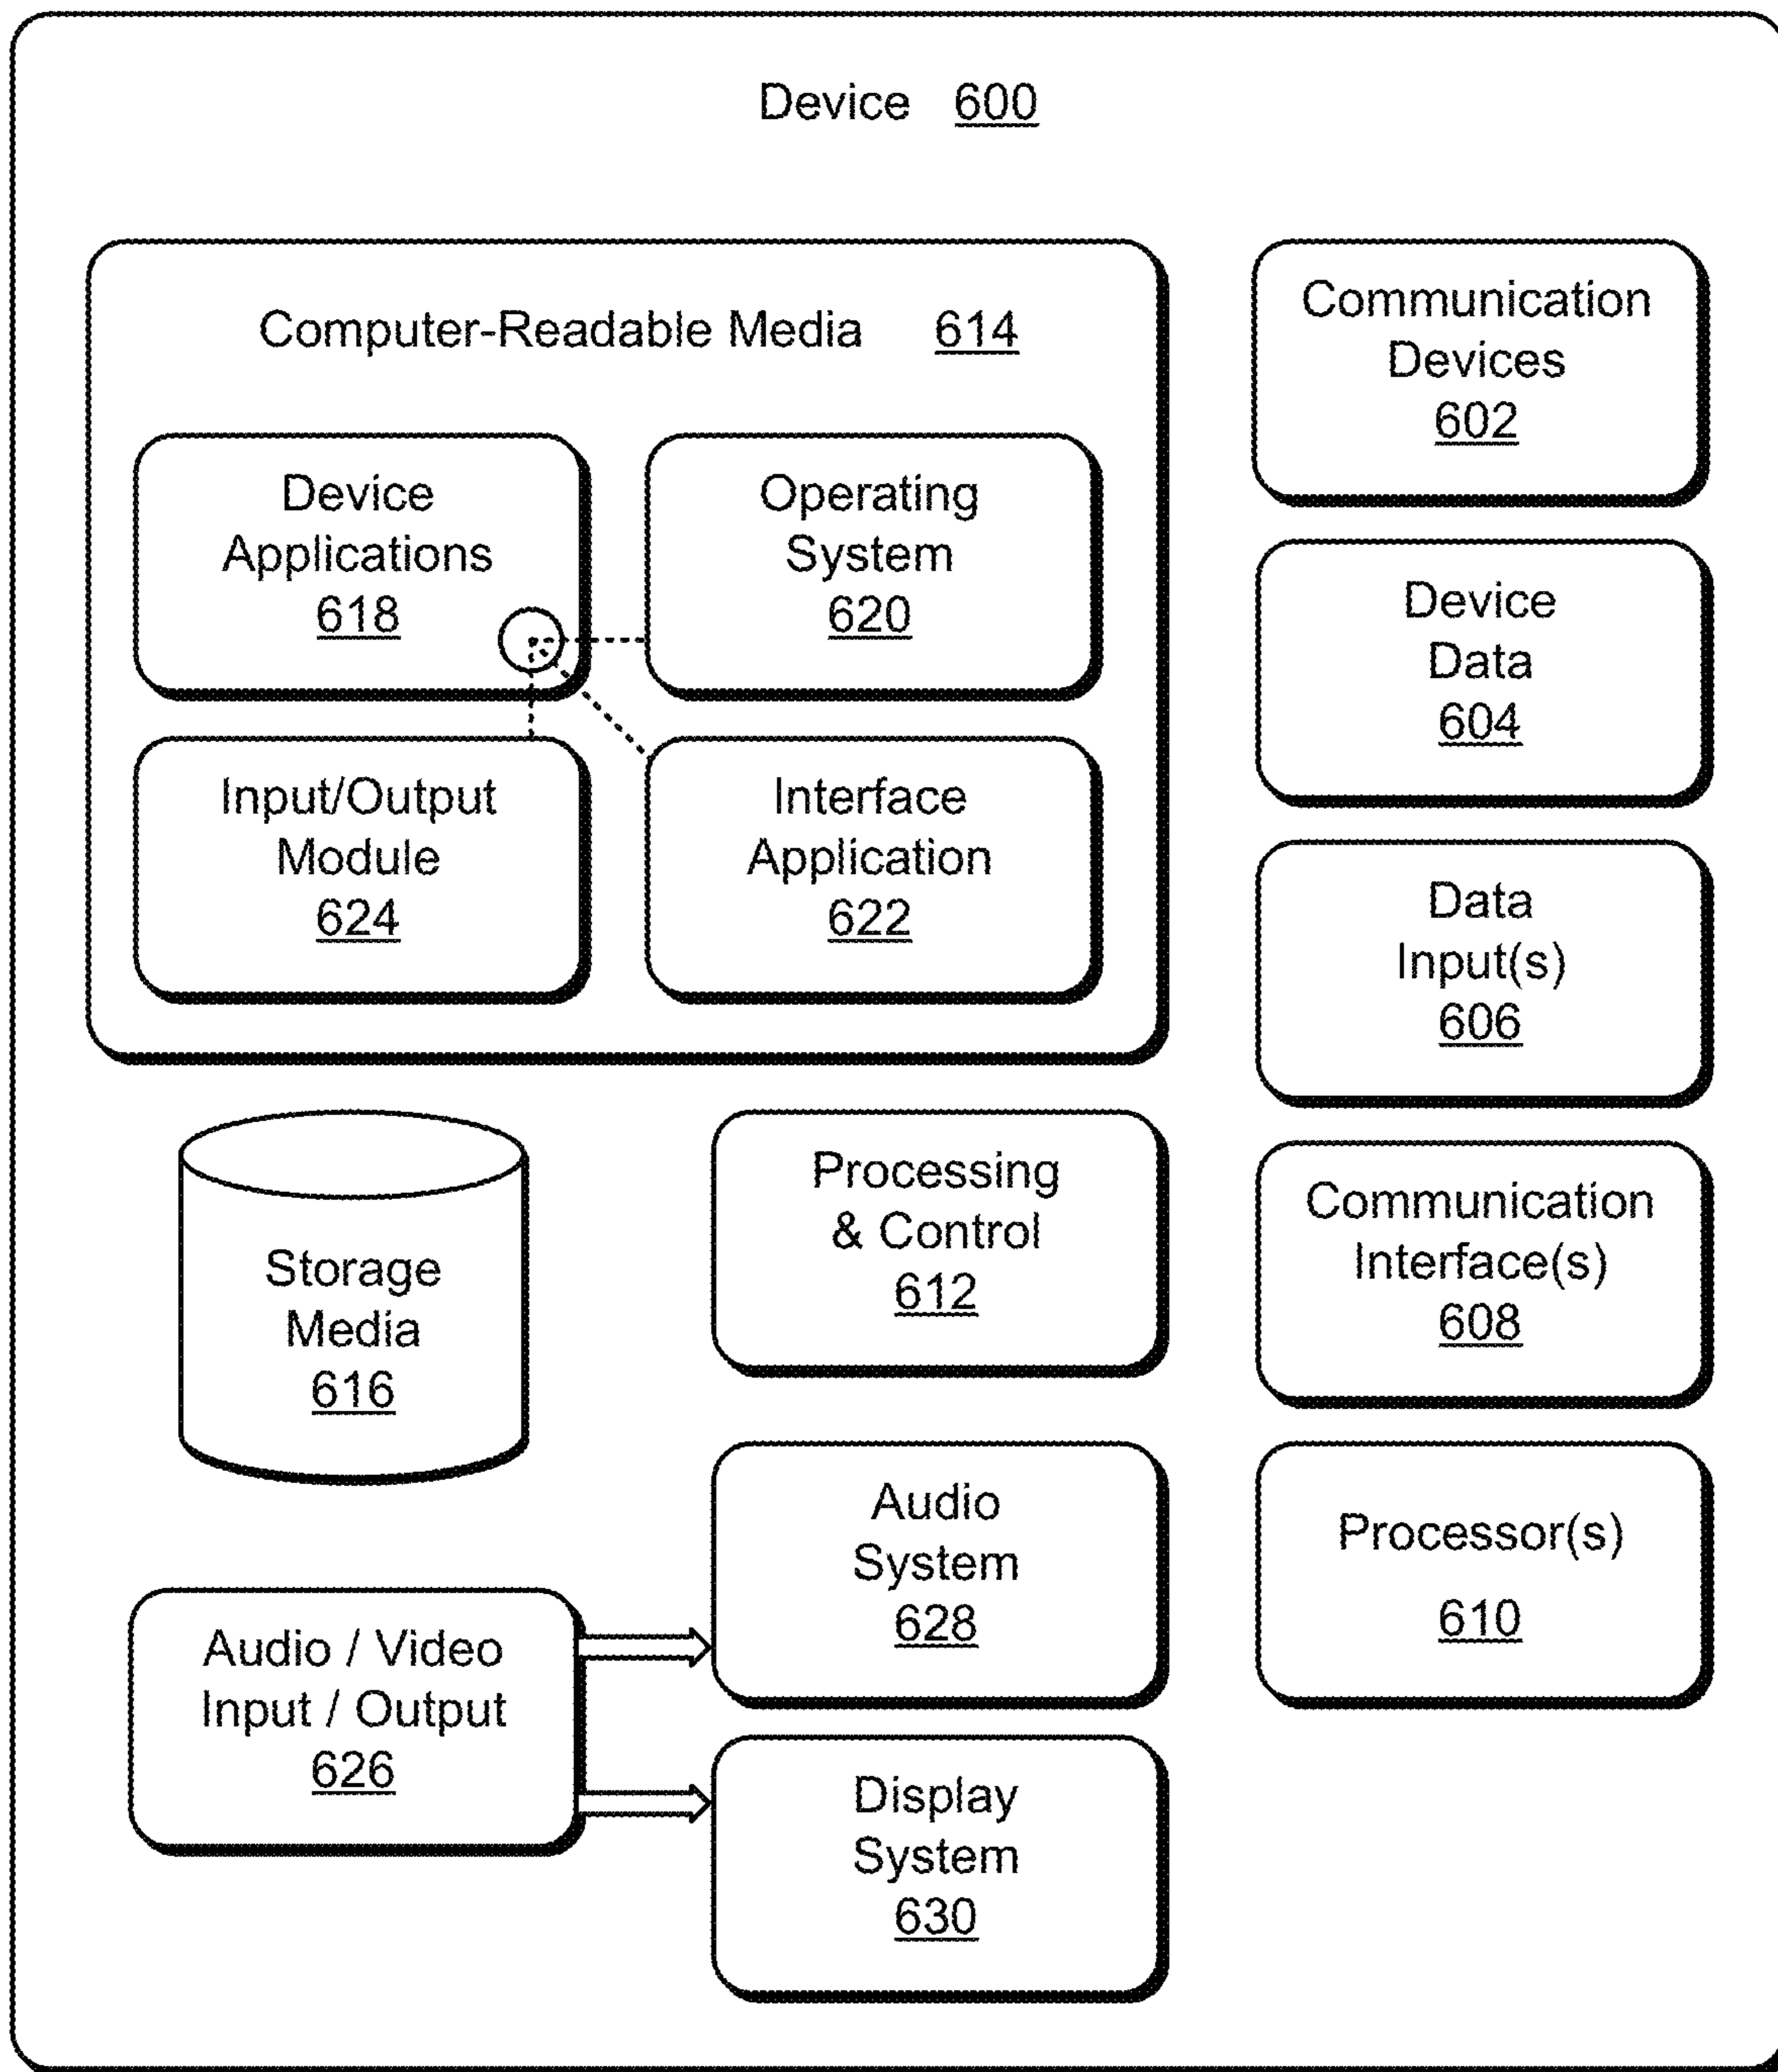 Device 600
Computer-Readable Media 614
Device
Applications
618
Operating
System
620
Input/Output
Module
624
Interface
Application
622
Storage
Media
616
Processing
& Control
612
Audio / Video
Input / Output
626
Audio
System
628
Display
System
630
Communication
Devices
602
Device
Data
604
Data
Input(s)
606
Communication
Interface(s)
608
Processor(s)
610